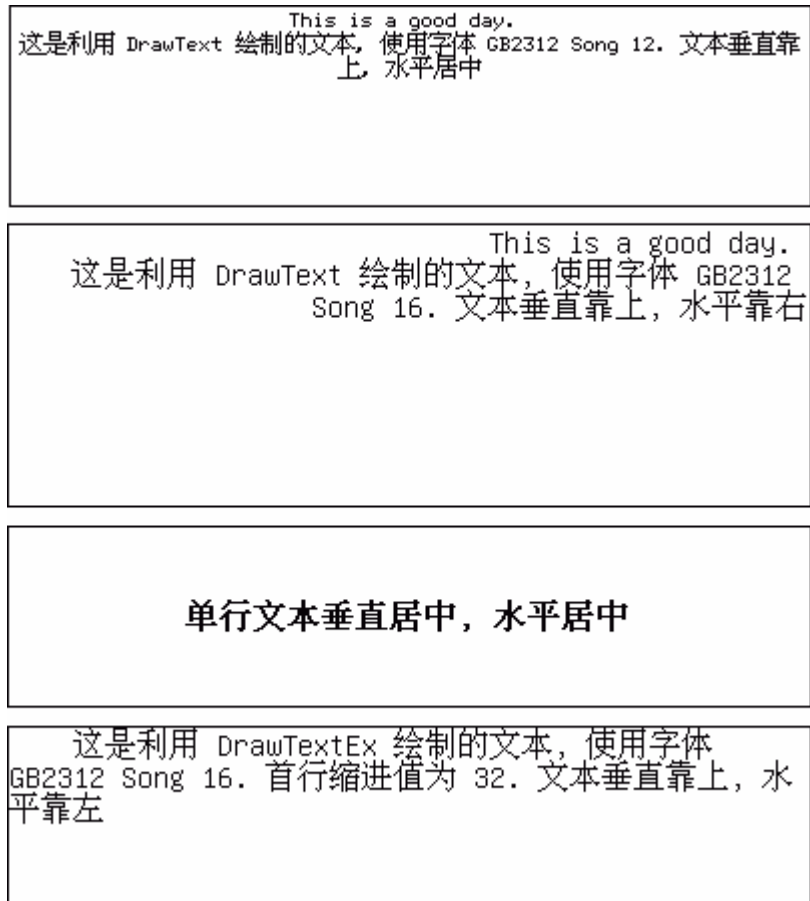 This is a good day.
这是利用 DrawText 绘制的文本, 使用字体 GB2312 Song 12. 文本垂直靠
上, 水平居中
This is a good day.
这是利用 DrawText 绘制的文本, 使用字体 GB2312
Song 16. 文本垂直靠上, 水平靠右
单行文本垂直居中, 水平居中
这是利用 DrawTextEx 绘制的文本, 使用字体
GB2312 Song 16. 首行缩进值为 32. 文本垂直靠上, 水
平靠左